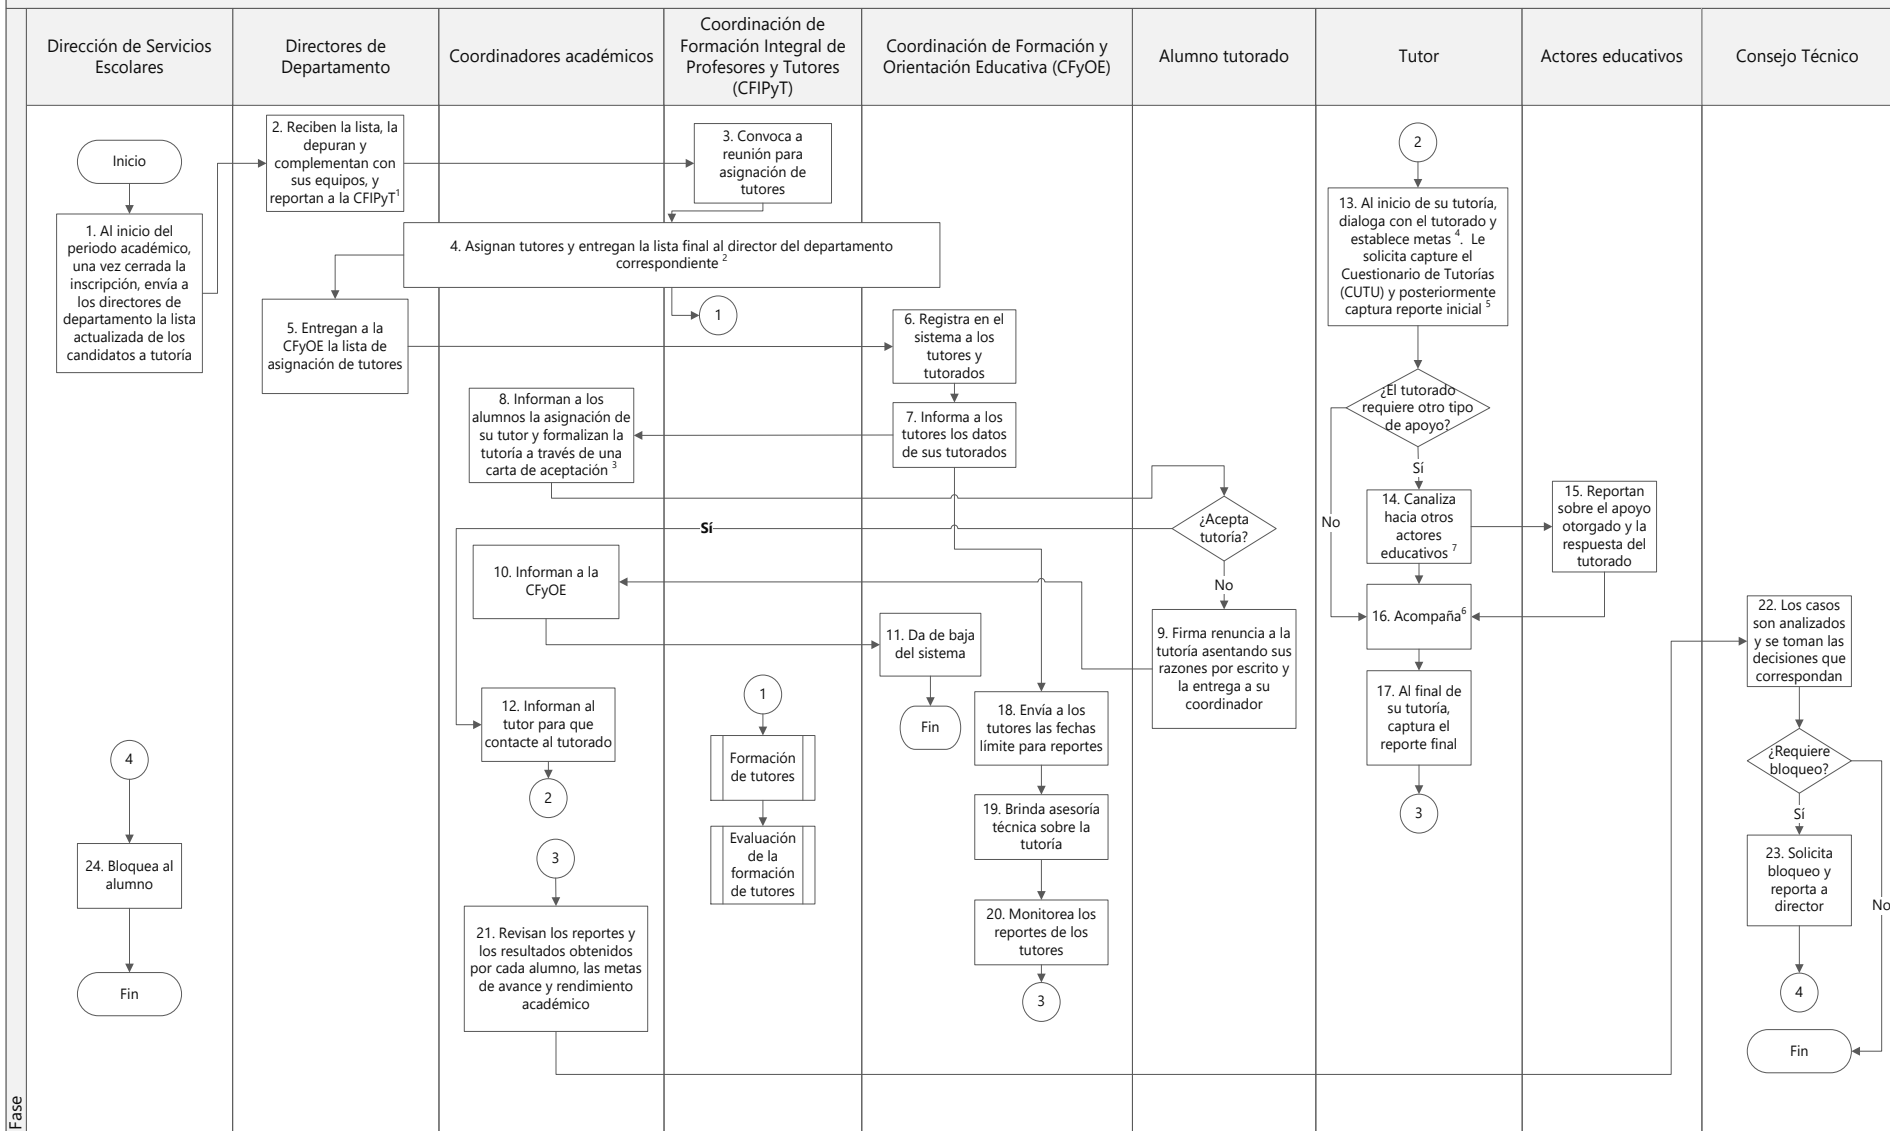 Dirección de Servicios
Escolares
Directores de
Departamento
Coordinadores académicos
Coordinación de
Formación Integral de
Profesores y Tutores
(CFIPyT)
Coordinación de Formación y
Orientación Educativa (CFyOE)
Alumno tutorado
Tutor
Actores educativos
Consejo Técnico
Inicio
1. Al inicio del
periodo académico,
una vez cerrada la
inscripción, envía a
los directores de
departamento la lista
actualizada de los
candidatos a tutoría
2. Reciben la lista, la
depuran y
complementan con
sus equipos, y
reportan a la CFIPyT1
3. Convoca a
reunión para
asignación de
tutores
4. Asignan tutores y entregan la lista final al director del departamento
correspondiente 2
1
5. Entregan a la
CFyOE la lista de
asignación de tutores
6. Registra en el
sistema a los
tutores y
tutorados
7. Informa a los
tutores los datos
de sus tutorados
8. Informan a los
alumnos la asignación de
su tutor y formalizan la
tutoría a través de una
carta de aceptación 3
¿Acepta
tutoría?
Sí
No
9. Firma renuncia a la
tutoría asentando sus
razones por escrito y
la entrega a su
coordinador
10. Informan a la
CFyOE
11. Da de baja
del sistema
Fin
12. Informan al
tutor para que
contacte al tutorado
2
2
13. Al inicio de su tutoría,
dialoga con el tutorado y
establece metas 4. Le
solicita capture el
Cuestionario de Tutorías
(CUTU) y posteriormente
captura reporte inicial 5
¿El tutorado
requiere otro tipo
de apoyo?
Sí
No
14. Canaliza
hacia otros
actores
educativos 7
15. Reportan
sobre el apoyo
otorgado y la
respuesta del
tutorado
16. Acompaña6
17. Al final de
su tutoría,
captura el
reporte final
3
1
Formación
de tutores
Evaluación
de la
formación
de tutores
18. Envía a los
tutores las fechas
límite para reportes
19. Brinda asesoría
técnica sobre la
tutoría
20. Monitorea los
reportes de los
tutores
3
3
21. Revisan los reportes y
los resultados obtenidos
por cada alumno, las metas
de avance y rendimiento
académico
22. Los casos
son analizados
y se toman las
decisiones que
correspondan
¿Requiere
bloqueo?
Sí
No
23. Solicita
bloqueo y
reporta a
director
4
Fin
4
24. Bloquea al
alumno
Fin
Fase